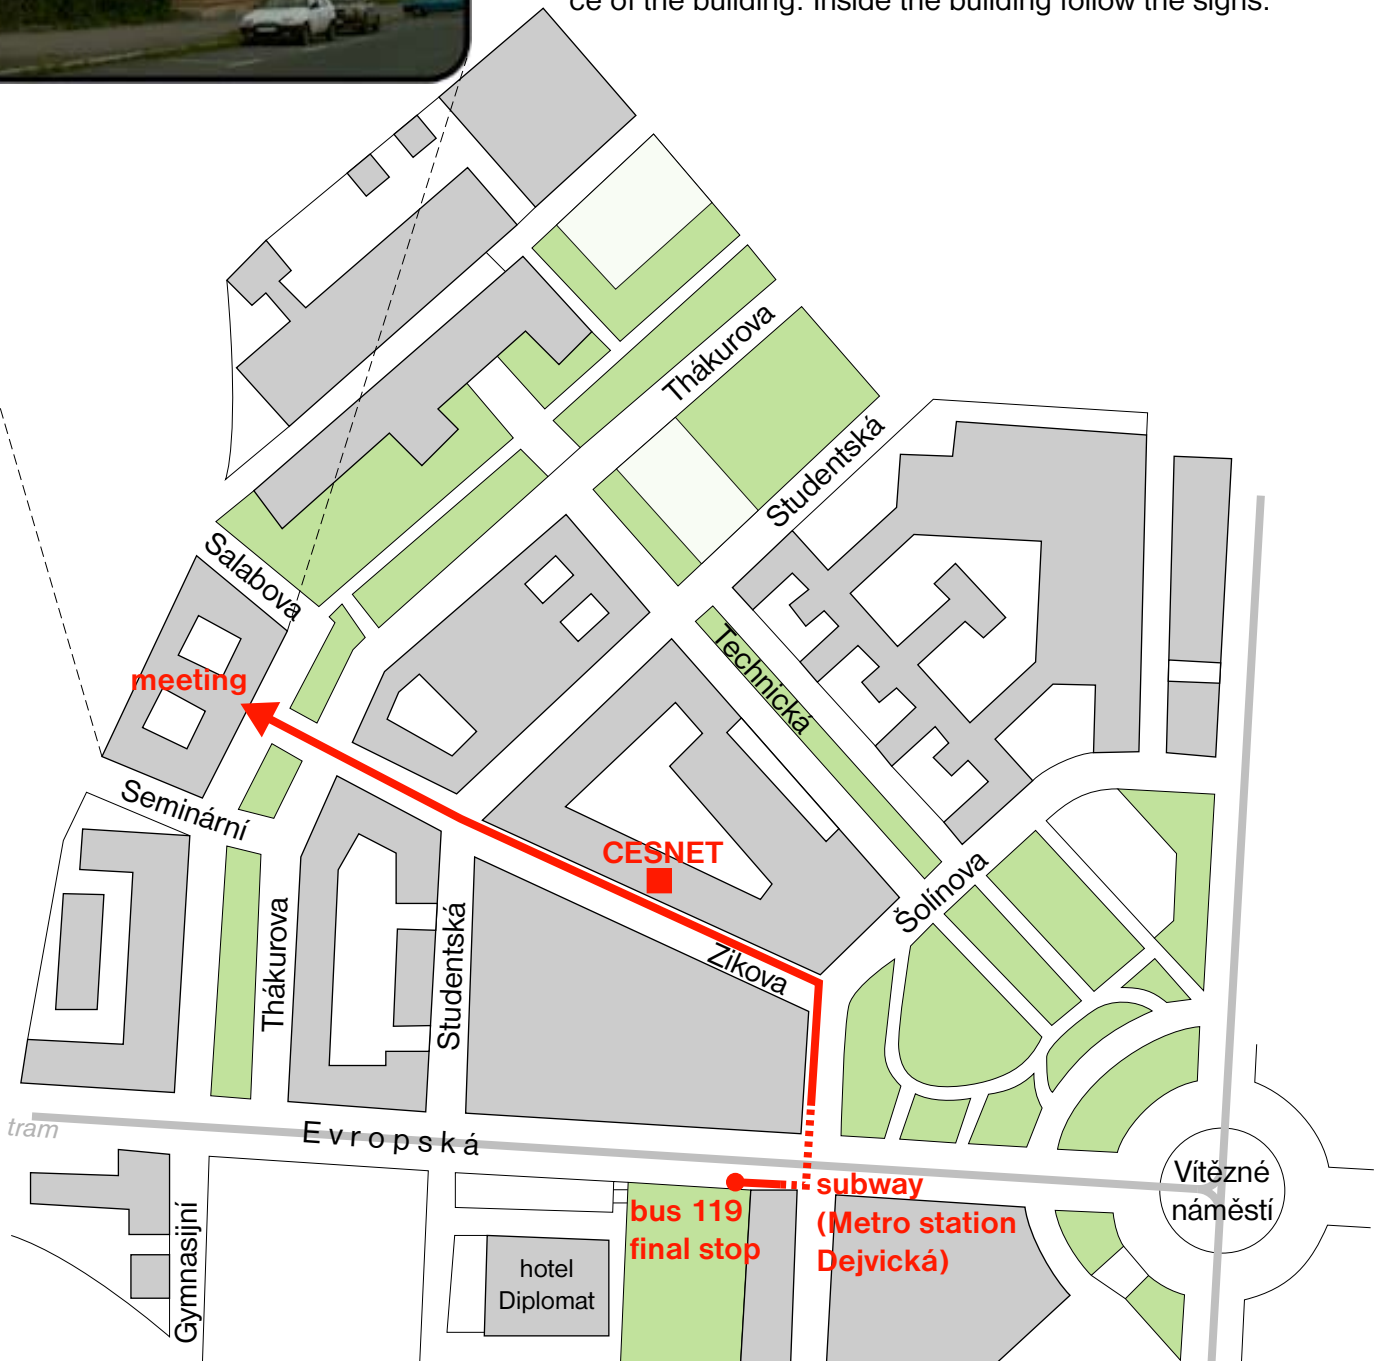 ce of the building. Inside the building follow the signs.
Thákurova
Studentská
Salabova
Technická
meeting
Seminární
CESNET
Šolínova
Zikova
Thákurova
Studentská
tram
Evropská
Vítězné
náměstí
subway
(Metro station
Dejvická)
bus 119
final stop
Gymnasijní
hotel
Diplomat